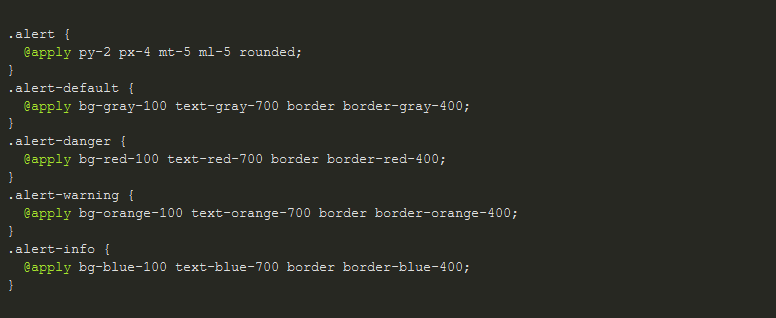 .alert {
  @apply py-2 px-4 mt-5 ml-5 rounded;
}
.alert-default {
  @apply bg-gray-100 text-gray-700 border border-gray-400;
}
.alert-danger {
  @apply bg-red-100 text-red-700 border border-red-400;
}
.alert-warning {
  @apply bg-orange-100 text-orange-700 border border-orange-400;
}
.alert-info {
  @apply bg-blue-100 text-blue-700 border border-blue-400;
}